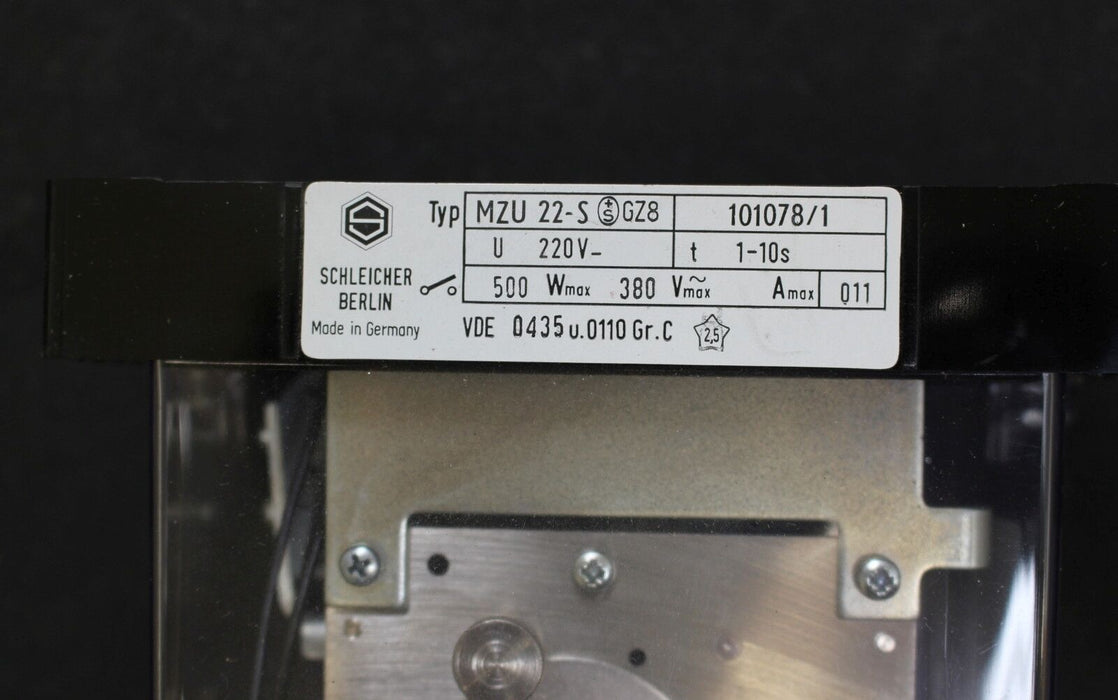 Typ MZU 22-S GZ8 101078/1
U 220V- t 1-10s
SCHLEICHER
BERLIN
Made in Germany
500 Wmax 380 V~max Amax 011
VDE 0435 u. 0110 Gr. C 2,5